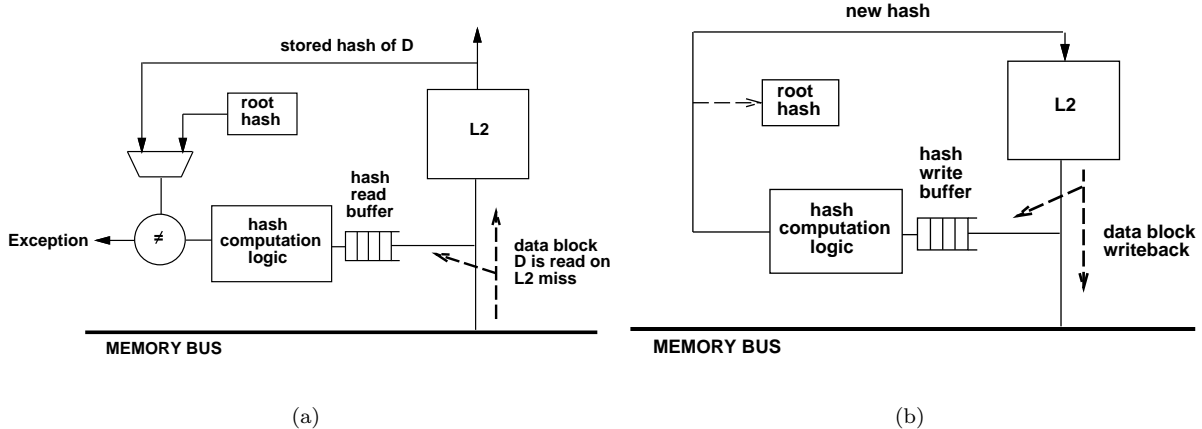 stored hash of D
root
hash
L2
hash
read
buffer
Exception
≠
hash
computation
logic
data block
D is read on
L2 miss
MEMORY BUS
(a)
new hash
root
hash
L2
hash
write
buffer
hash
computation
logic
data block
writeback
MEMORY BUS
(b)